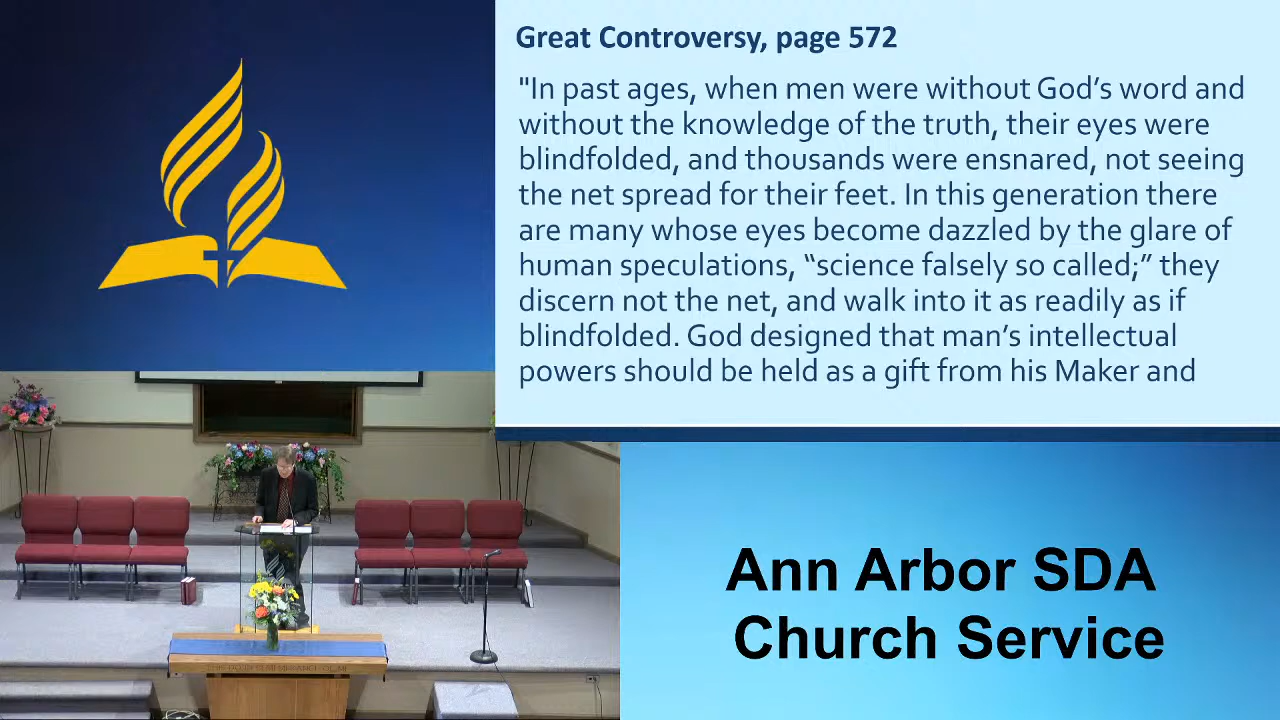 Great Controversy, page 572
"In past ages, when men were without God’s word and
without the knowledge of the truth, their eyes were
blindfolded, and thousands were ensnared, not seeing
the net spread for their feet. In this generation there
are many whose eyes become dazzled by the glare of
human speculations, “science falsely so called;” they
discern not the net, and walk into it as readily as if
blindfolded. God designed that man’s intellectual
powers should be held as a gift from his Maker and
Ann Arbor SDA
Church Service